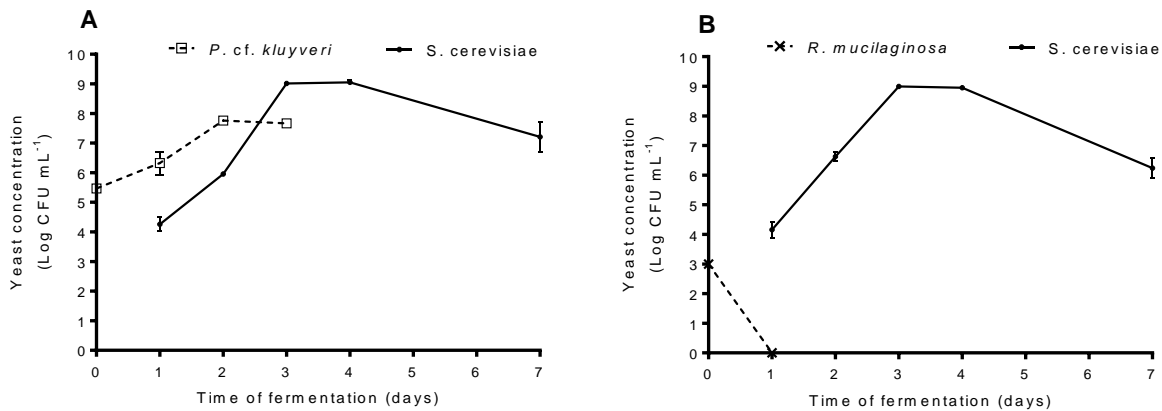 A
P. cf. kluyveri
S. cerevisiae
10
9
8
7
6
5
4
3
2
1
0
Yeast concentration
(Log CFU mL-1)
0 1 2 3 4 5 6 7
Time of fermentation (days)
B
R. mucilaginosa
S. cerevisiae
10
9
8
7
6
5
4
3
2
1
0
Yeast concentration
(Log CFU mL-1)
0 1 2 3 4 5 6 7
Time of fermentation (days)